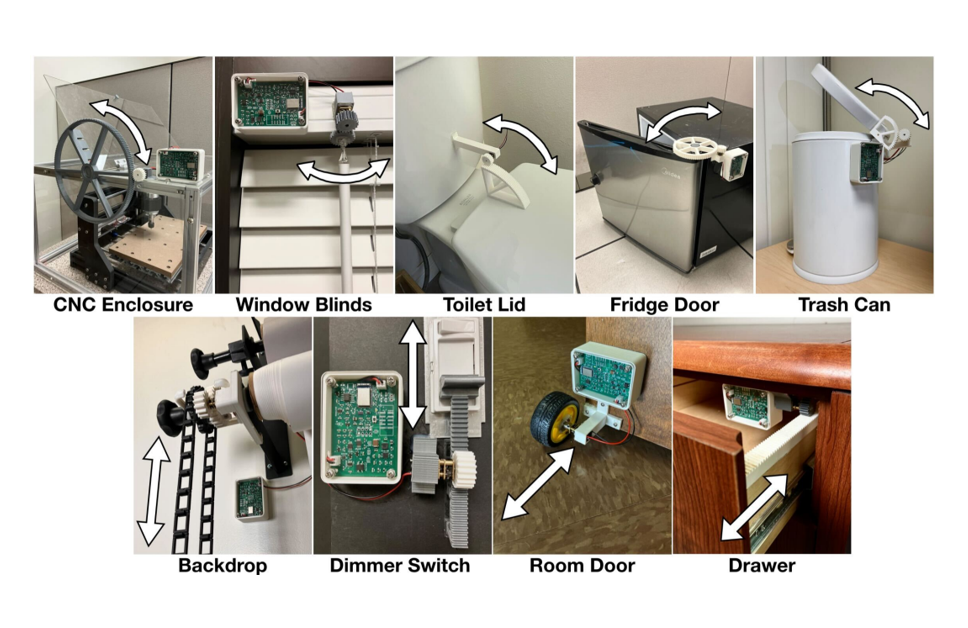 CNC Enclosure
Window Blinds
Toilet Lid
Fridge Door
Trash Can
Backdrop
Dimmer Switch
Room Door
Drawer